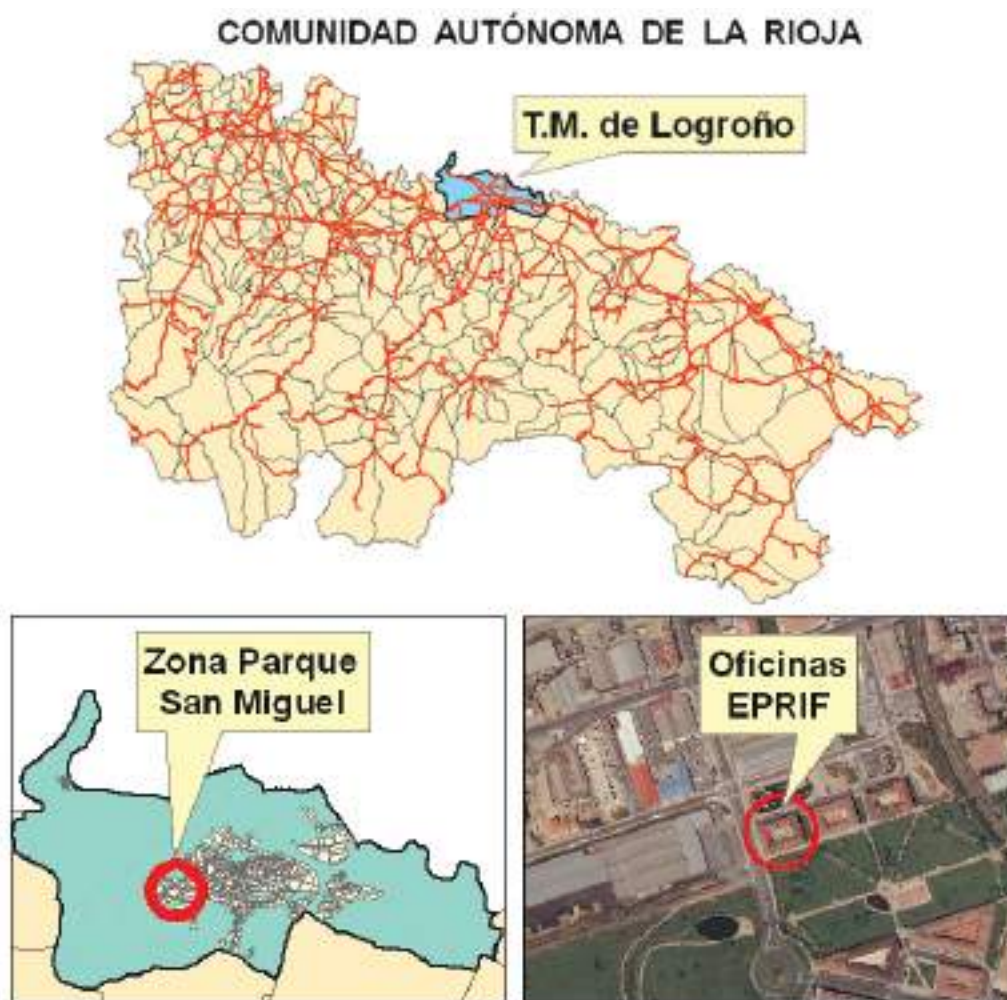 COMUNIDAD AUTÓNOMA DE LA RIOJA
T.M. de Logroño
Zona Parque
San Miguel
Oficinas
EPRIF